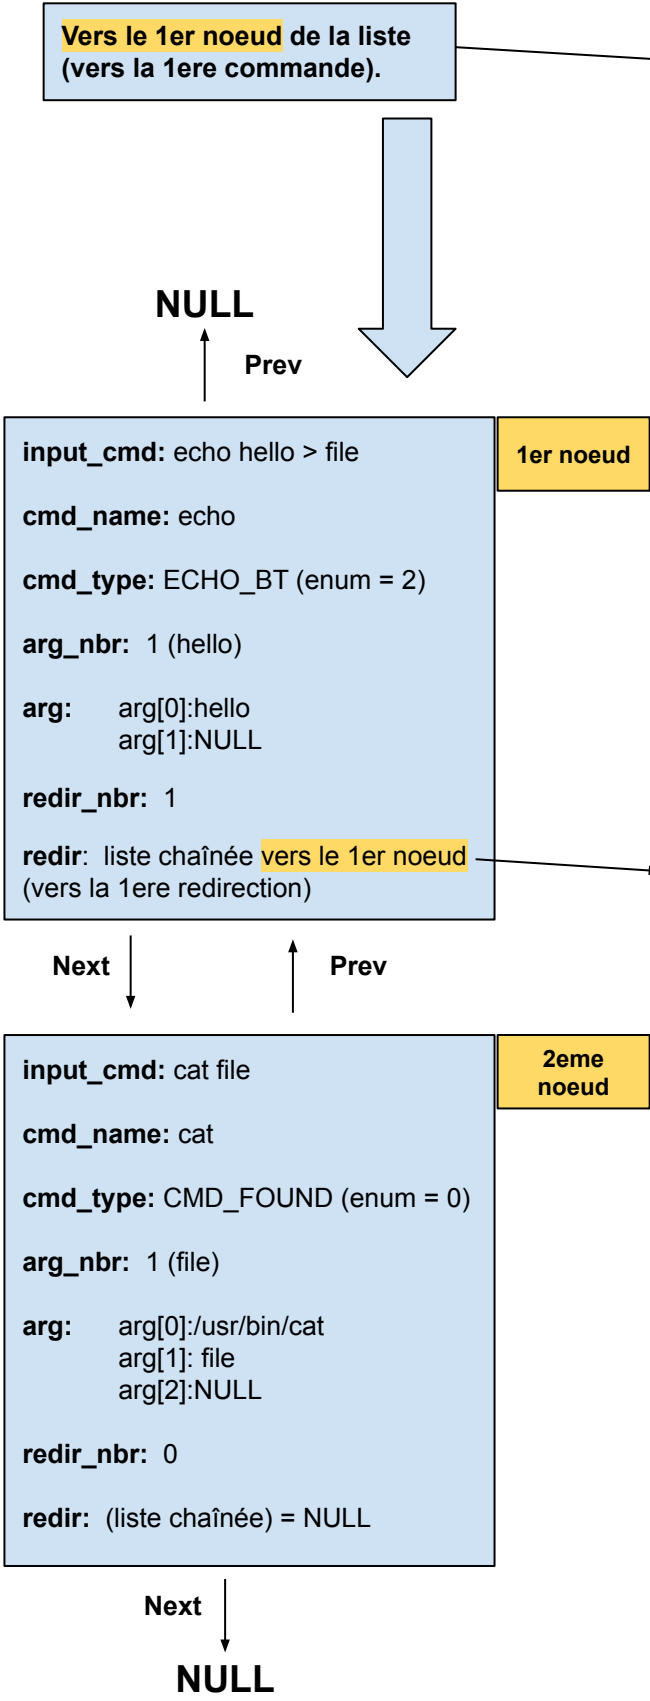 Vers le 1er noeud de la liste
(vers la 1ere commande).
NULL
Prev
input_cmd: echo hello > file
1er noeud
cmd_name: echo
cmd_type: ECHO_BT (enum = 2)
arg_nbr: 1 (hello)
arg: arg[0]:hello
arg[1]:NULL
redir_nbr: 1
redir: liste chaînée vers le 1er noeud
(vers la 1ere redirection)
Next
Prev
input_cmd: cat file
2eme
noeud
cmd_name: cat
cmd_type: CMD_FOUND (enum = 0)
arg_nbr: 1 (file)
arg: arg[0]:/usr/bin/cat
arg[1]: file
arg[2]:NULL
redir_nbr: 0
redir: (liste chaînée) = NULL
Next
NULL